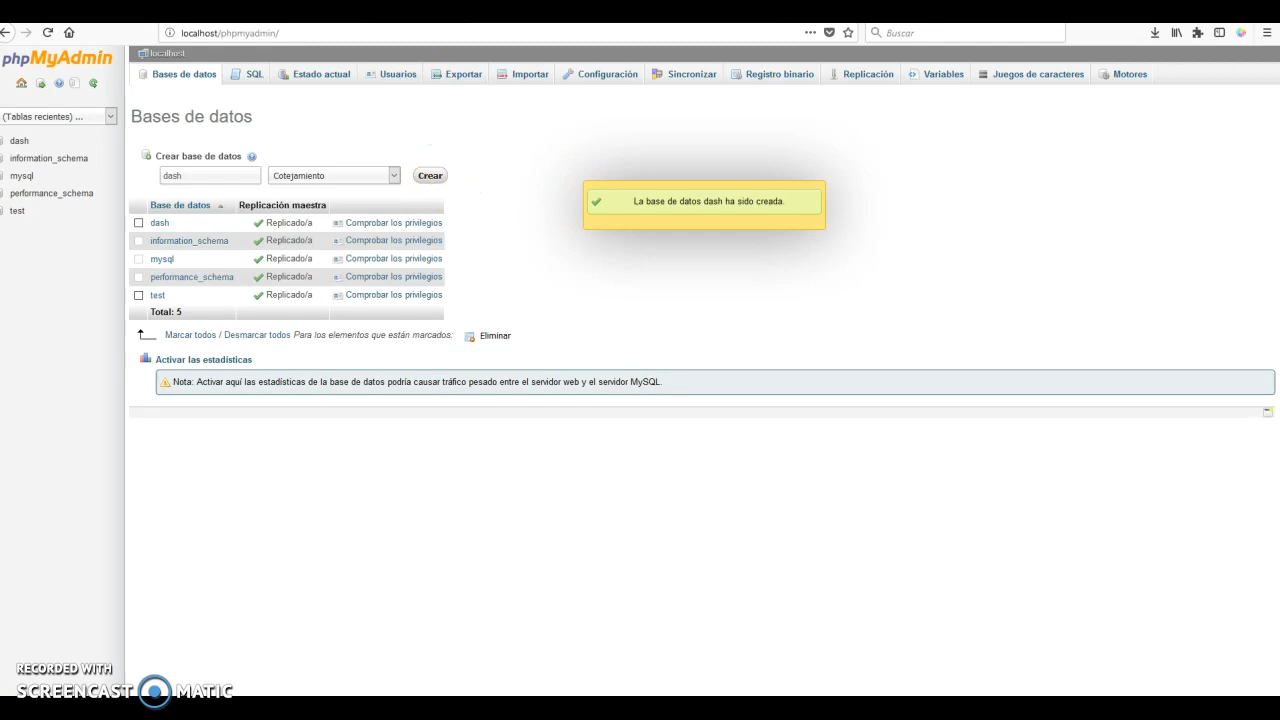 localhost/phpmyadmin/
Buscar
phpMyAdmin
(Tablas recientes) ...
dash
information_schema
mysql
performance_schema
test
localhost
Bases de datos SQL Estado actual Usuarios Exportar Importar Configuración Sincronizar Registro binario Replicación Variables Juegos de caracteres Motores
Bases de datos
Crear base de datos
dash Cotejamiento Crear
La base de datos dash ha sido creada.
Base de datos Replicación maestra
dash Replicado/a Comprobar los privilegios
information_schema Replicado/a Comprobar los privilegios
mysql Replicado/a Comprobar los privilegios
performance_schema Replicado/a Comprobar los privilegios
test Replicado/a Comprobar los privilegios
Total: 5
Marcar todos / Desmarcar todos Para los elementos que están marcados: Eliminar
Activar las estadísticas
Nota: Activar aquí las estadísticas de la base de datos podría causar tráfico pesado entre el servidor web y el servidor MySQL.
RECORDED WITH
SCREENCAST MATIC